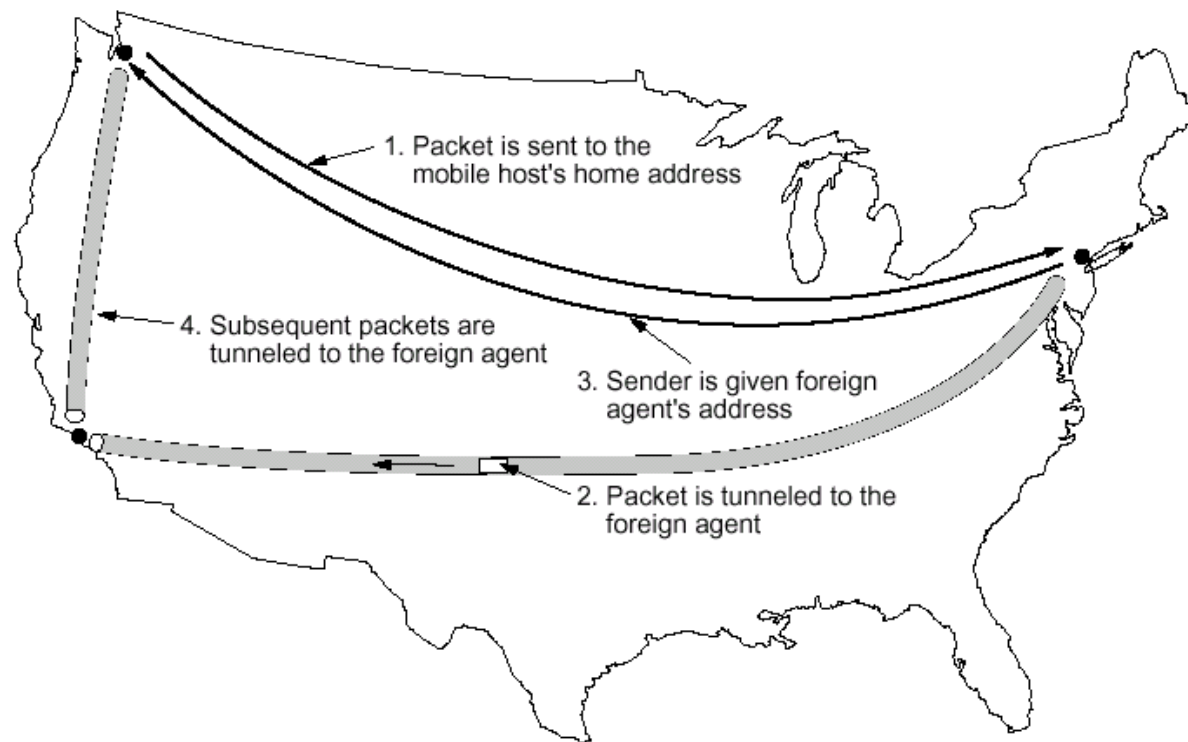 1. Packet is sent to the
mobile host's home address
4. Subsequent packets are
tunneled to the foreign agent
3. Sender is given foreign
agent's address
2. Packet is tunneled to the
foreign agent